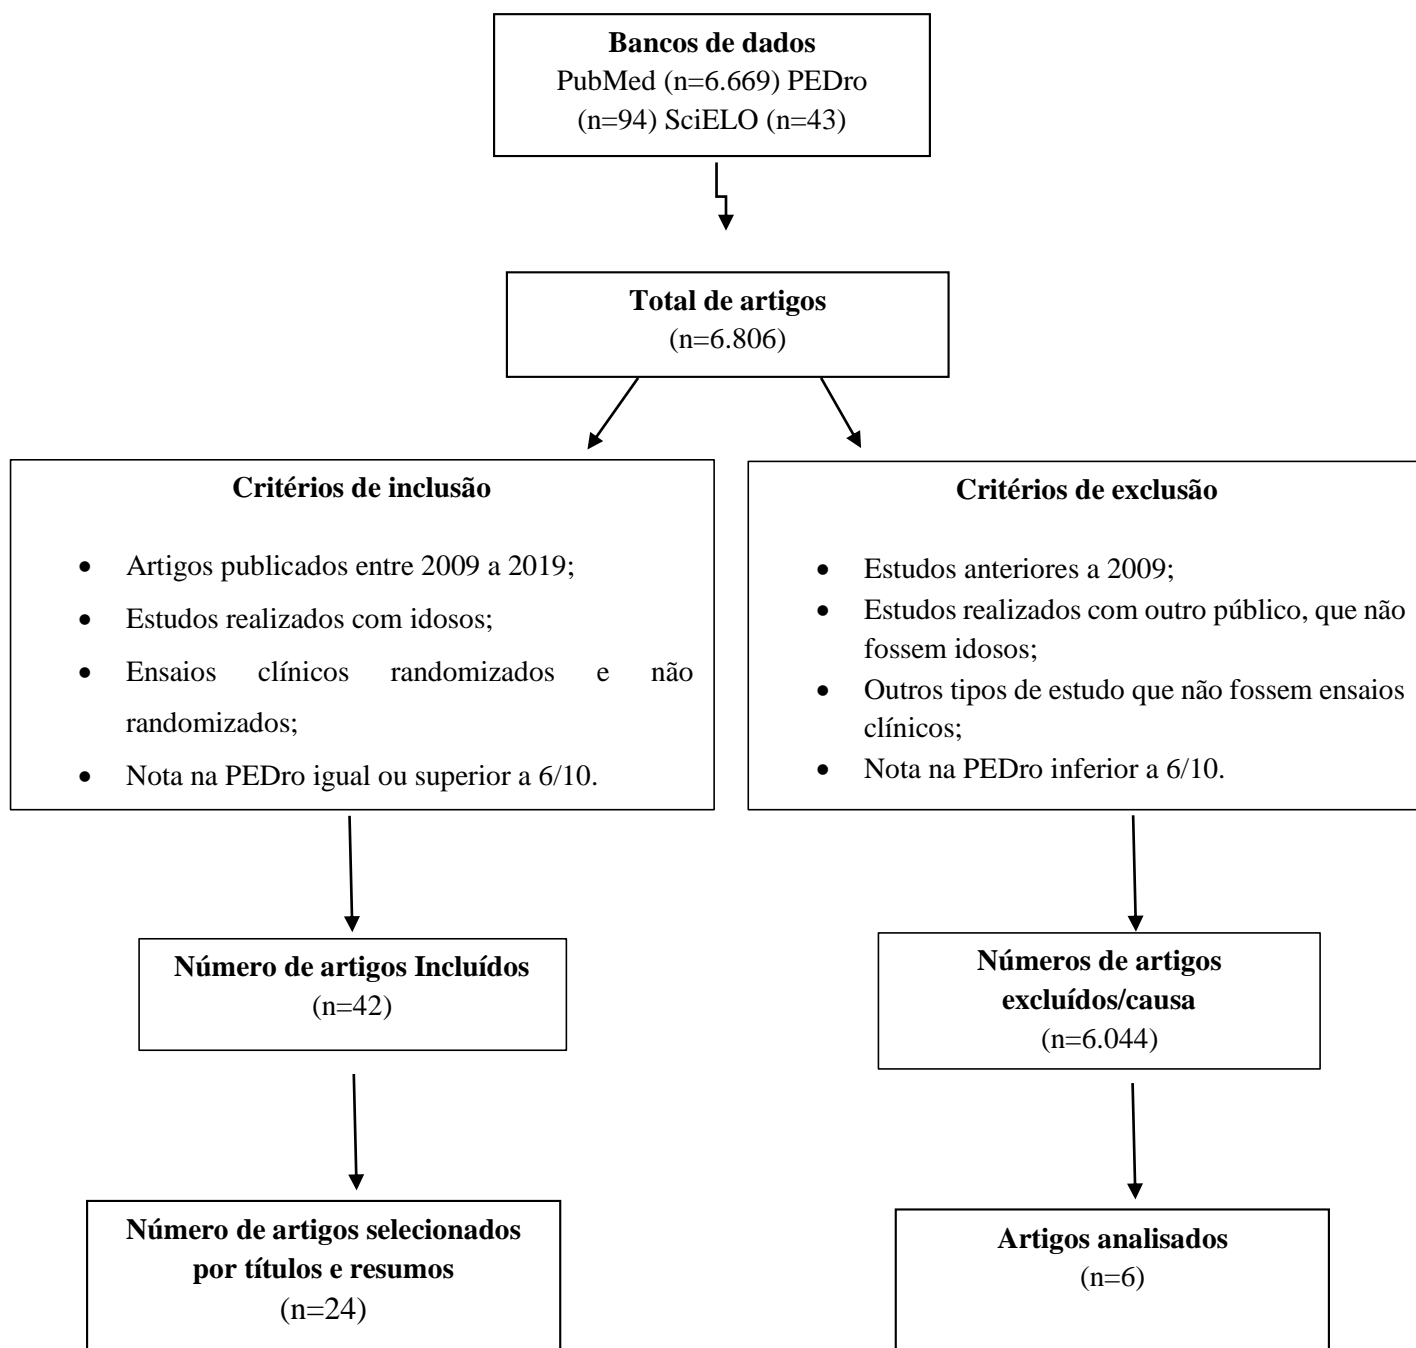 Bancos de dados
PubMed (n=6.669) PEDro
(n=94) SciELO (n=43)
Total de artigos
(n=6.806)
Critérios de inclusão
• Artigos publicados entre 2009 a 2019;
• Estudos realizados com idosos;
• Ensaios clínicos randomizados e não
randomizados;
• Nota na PEDro igual ou superior a 6/10.
Critérios de exclusão
• Estudos anteriores a 2009;
• Estudos realizados com outro público, que não
fossem idosos;
• Outros tipos de estudo que não fossem ensaios
clínicos;
• Nota na PEDro inferior a 6/10.
Número de artigos Incluídos
(n=42)
Números de artigos
excluídos/causa
(n=6.044)
Número de artigos selecionados
por títulos e resumos
(n=24)
Artigos analisados
(n=6)